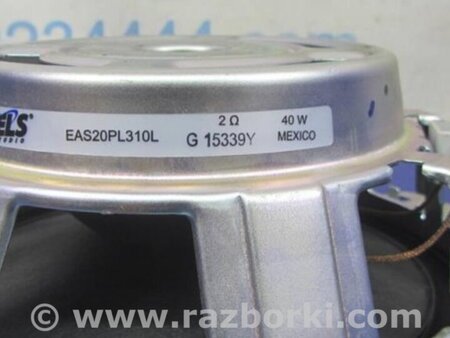 ELS
2 Ω 40 W
EAS20PL310L G 15339Y MEXICO
© www.razborki.com